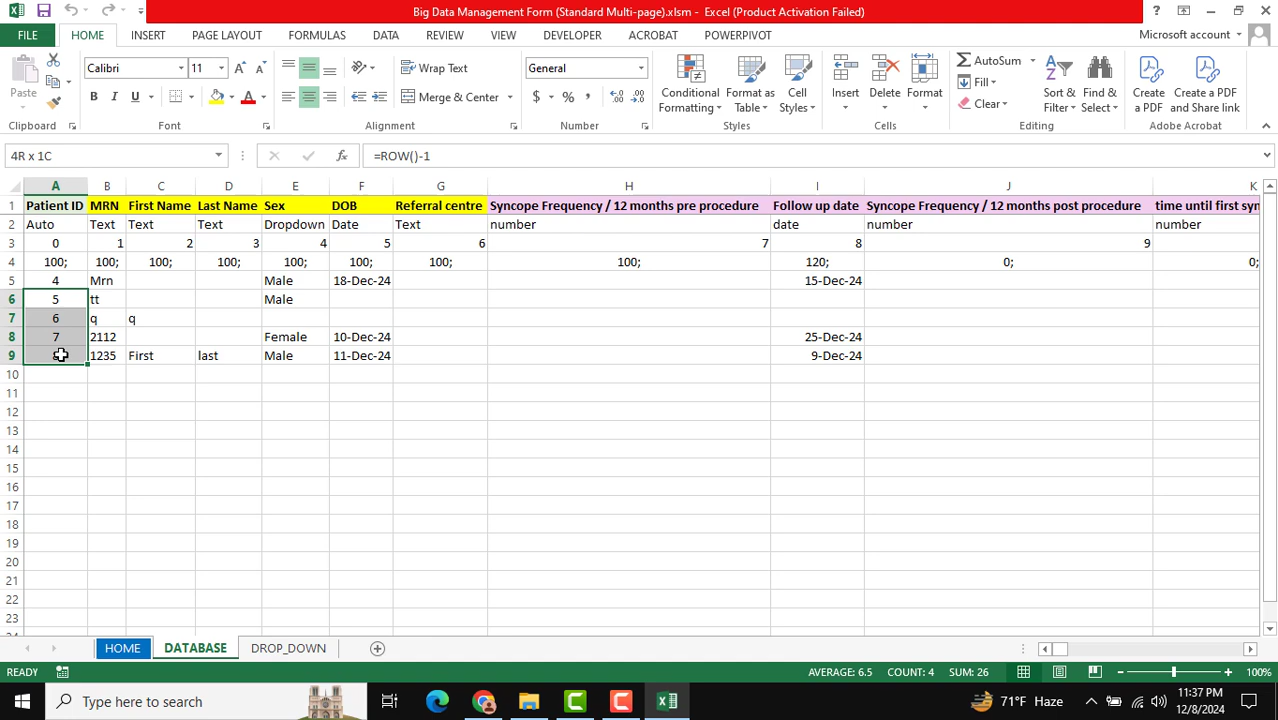 Big Data Management Form (Standard Multi-page).xlsm - Excel (Product Activation Failed)
FILE HOME INSERT PAGE LAYOUT FORMULAS DATA REVIEW VIEW DEVELOPER ACROBAT POWERPIVOT Microsoft account
Paste Calibri 11 Wrap Text General Conditional Formatting Format as Table Cell Styles Insert Delete Format AutoSum Sort & Filter Find & Select Create a PDF Create a PDF and Share link
B I U A Merge & Center $ % Fill Clear
Clipboard Font Alignment Number Styles Cells Editing Adobe Acrobat
4R x 1C fx =ROW()-1
A B C D E F G H I J K
1 Patient ID MRN First Name Last Name Sex DOB Referral centre Syncope Frequency / 12 months pre procedure Follow up date Syncope Frequency / 12 months post procedure time until first syn
2 Auto Text Text Text Dropdown Date Text number date number number
3 0 1 2 3 4 5 6 7 8 9
4 100; 100; 100; 100; 100; 100; 100; 100; 120; 0; 0;
5 4 Mrn Male 18-Dec-24 15-Dec-24
6 5 tt Male
7 6 q q
8 7 2112 Female 10-Dec-24 25-Dec-24
9 1235 First last Male 11-Dec-24 9-Dec-24
10
11
12
13
14
15
16
17
18
19
20
21
22
23
HOME DATABASE DROP_DOWN
READY AVERAGE: 6.5 COUNT: 4 SUM: 26 100%
Type here to search 71°F Haze 11:37 PM
12/8/2024